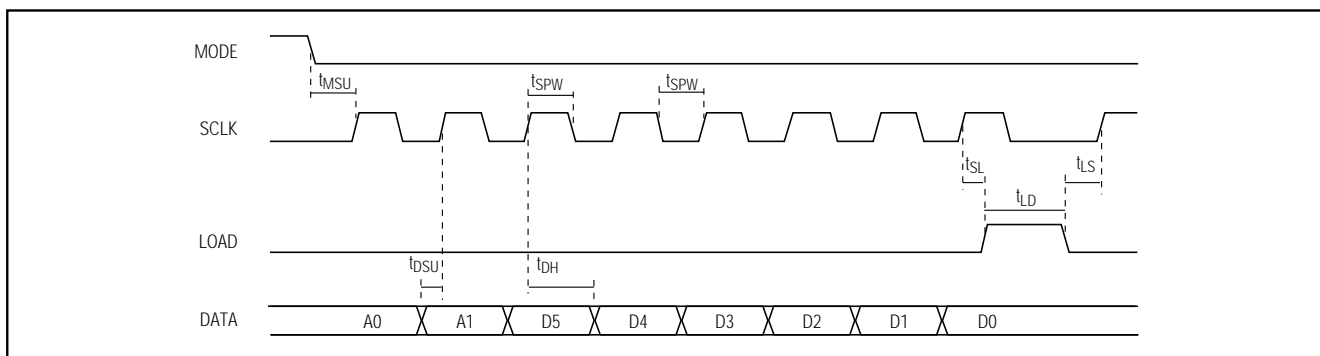 MODE
tMSU
tSPW
tSPW
SCLK
tSL
tLS
tLD
LOAD
tDSU
tDH
DATA
A0
A1
D5
D4
D3
D2
D1
D0